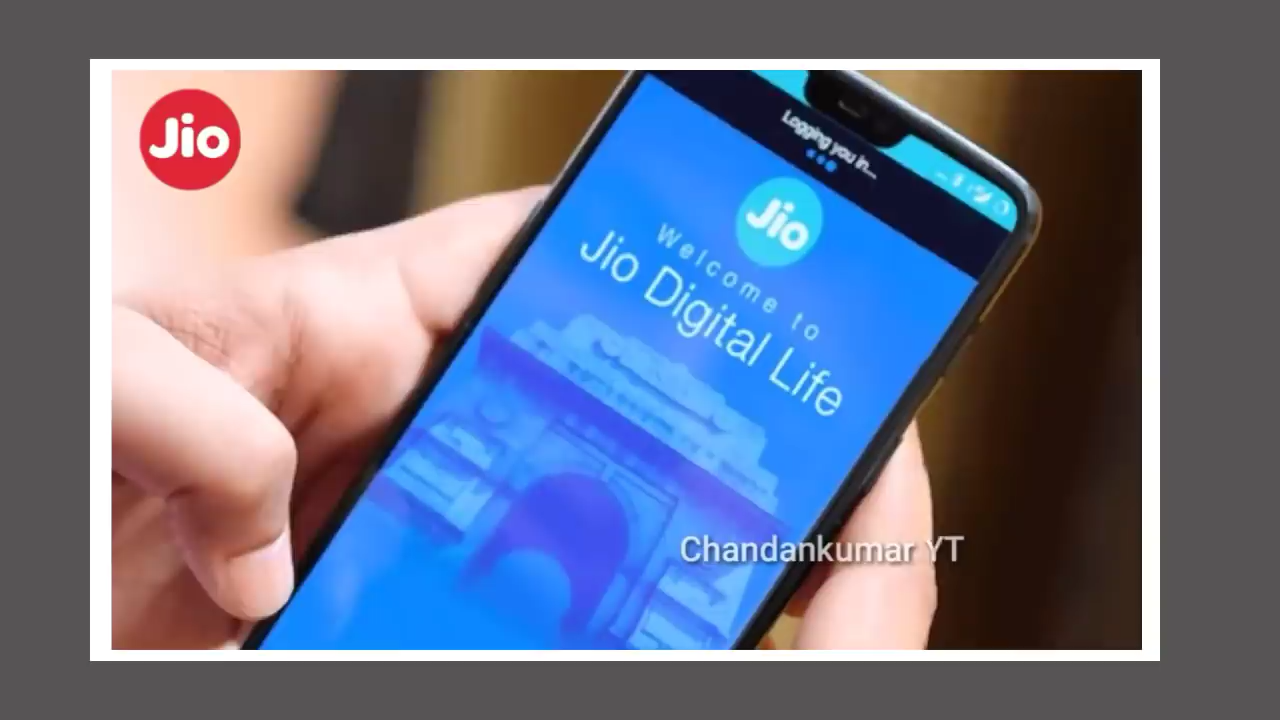 Jio
Logging you in...
Jio
Welcome to
Jio Digital Life
Chandankumar YT